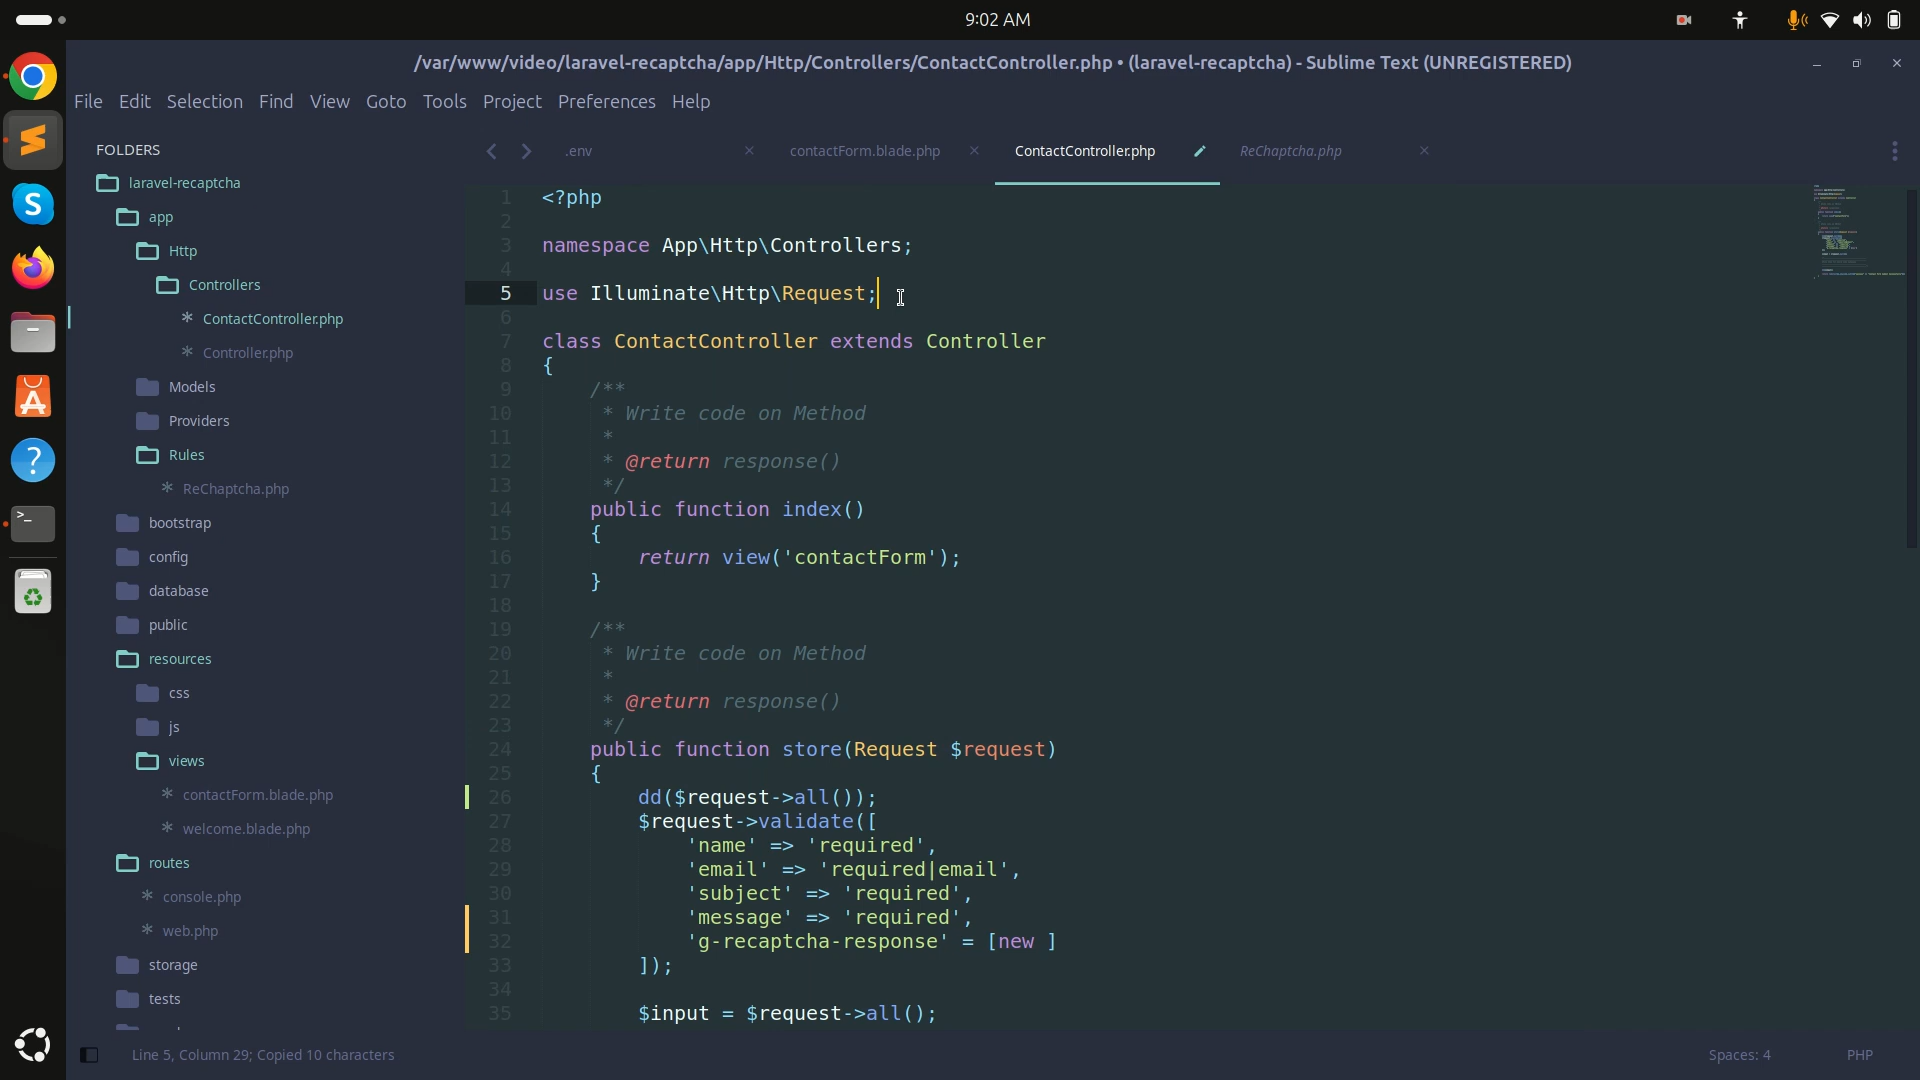 9:02 AM
/var/www/video/laravel-recaptcha/app/Http/Controllers/ContactController.php • (laravel-recaptcha) - Sublime Text (UNREGISTERED)
File Edit Selection Find View Goto Tools Project Preferences Help
FOLDERS
laravel-recaptcha
app
Http
Controllers
* ContactController.php
* Controller.php
Models
Providers
Rules
* ReChaptcha.php
bootstrap
config
database
public
resources
css
js
views
* contactForm.blade.php
* welcome.blade.php
routes
* console.php
* web.php
storage
tests
.env
contactForm.blade.php
ContactController.php
ReChaptcha.php
1 <?php
2
3 namespace App\Http\Controllers;
4
5 use Illuminate\Http\Request;
6
7 class ContactController extends Controller
8 {
9 /**
10 * Write code on Method
11 *
12 * @return response()
13 */
14 public function index()
15 {
16 return view('contactForm');
17 }
18
19 /**
20 * Write code on Method
21 *
22 * @return response()
23 */
24 public function store(Request $request)
25 {
26 dd($request->all());
27 $request->validate([
28 'name' => 'required',
29 'email' => 'required|email',
30 'subject' => 'required',
31 'message' => 'required',
32 'g-recaptcha-response' = [new ]
33 ]);
34
35 $input = $request->all();
Line 5, Column 29; Copied 10 characters
Spaces: 4
PHP